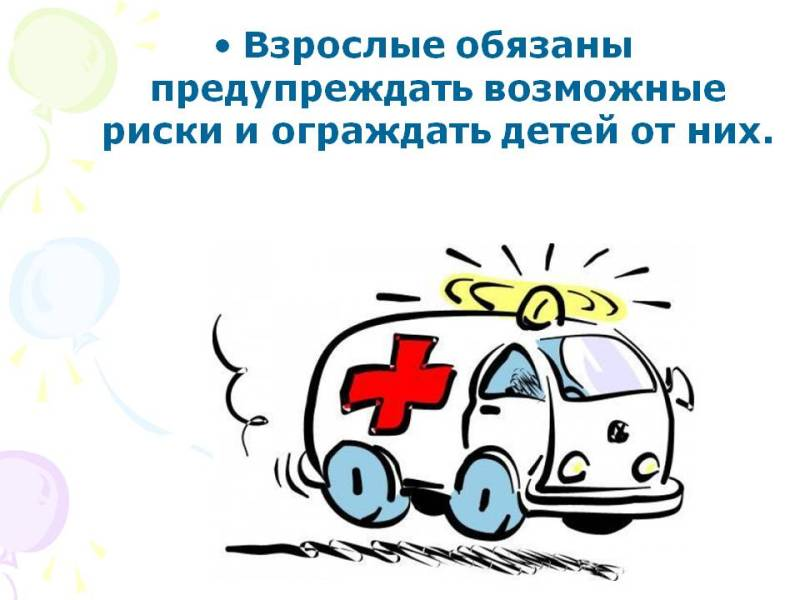 • Взрослые обязаны
предупреждать возможные
риски и ограждать детей от них.